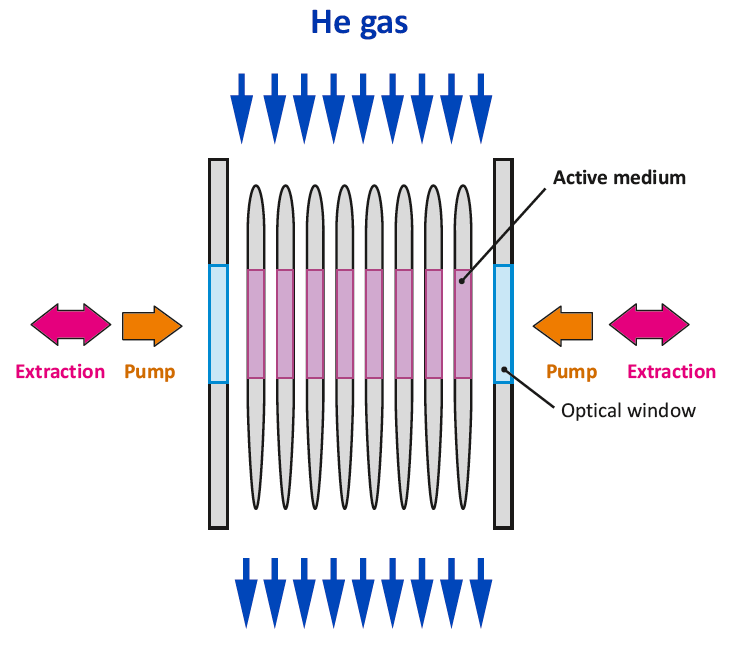 He gas
Active medium
Extraction
Pump
Pump
Extraction
Optical window